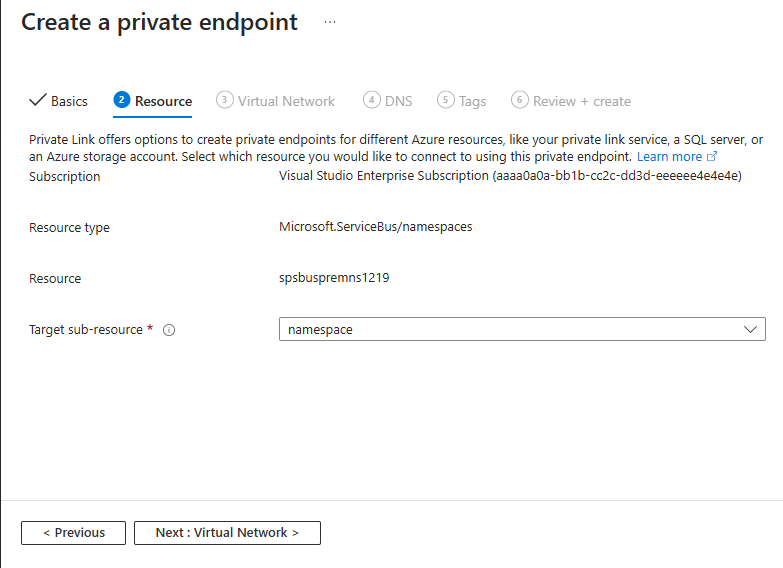 Create a private endpoint ...
Basics 2 Resource 3 Virtual Network 4 DNS 5 Tags 6 Review + create
Private Link offers options to create private endpoints for different Azure resources, like your private link service, a SQL server, or
an Azure storage account. Select which resource you would like to connect to using this private endpoint. Learn more
Subscription Visual Studio Enterprise Subscription (aaaa0a0a-bb1b-cc2c-dd3d-eeeeee4e4e4e)
Resource type Microsoft.ServiceBus/namespaces
Resource spsbuspremns1219
Target sub-resource * namespace
< Previous Next : Virtual Network >